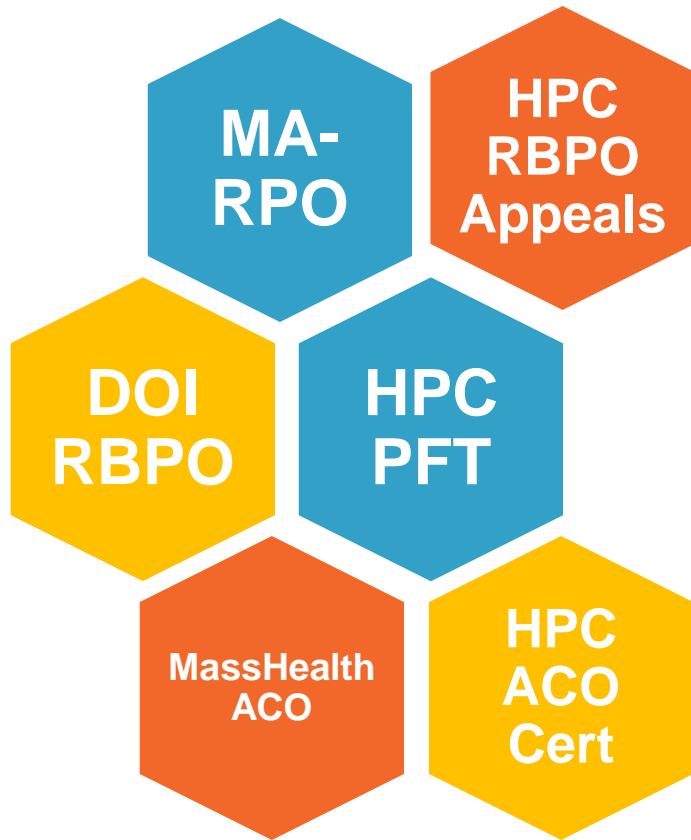 MA-
RPO
HPC
RBPO
Appeals
DOI
RBPO
HPC
PFT
MassHealth
ACO
HPC
ACO
Cert